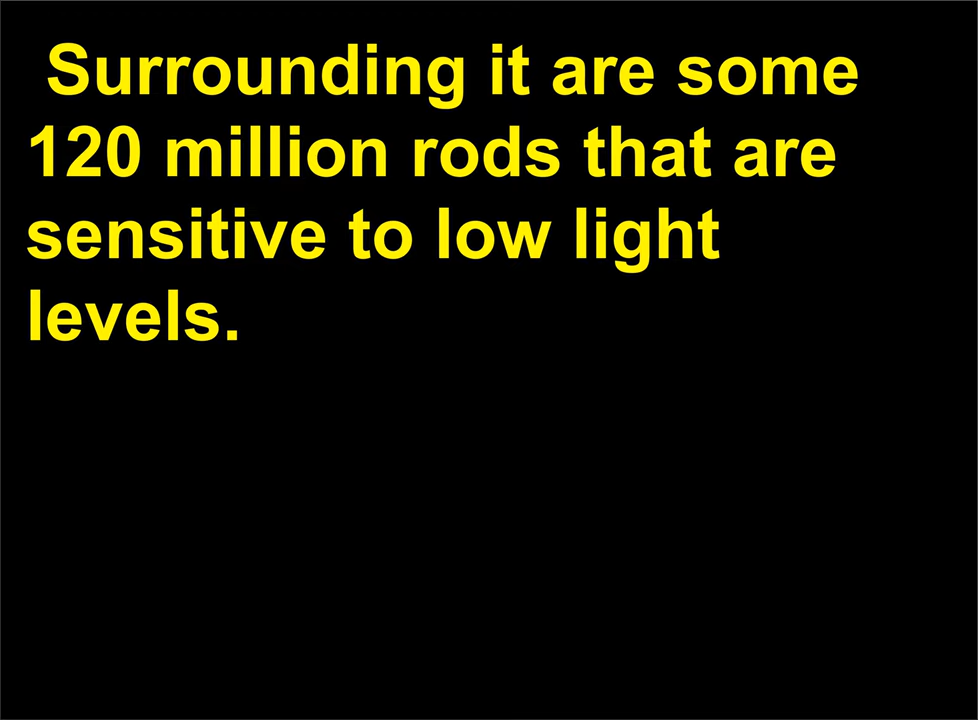 Surrounding it are some
120 million rods that are
sensitive to low light
levels.